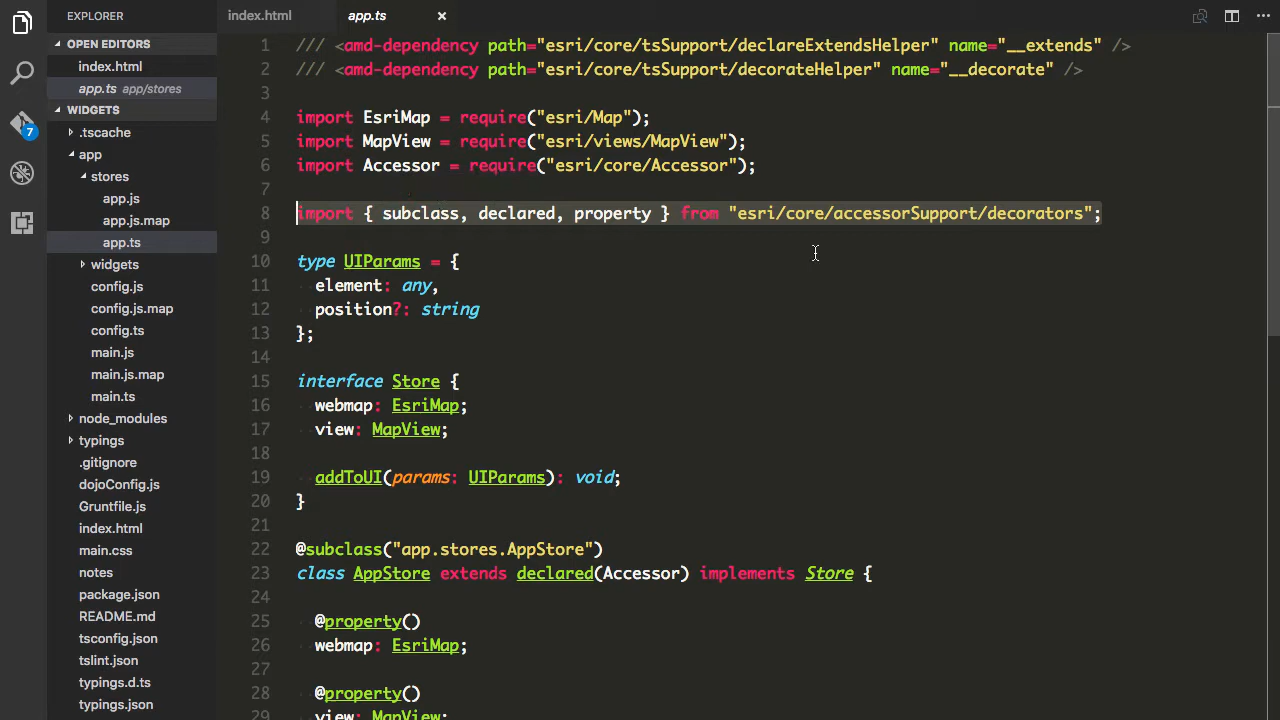 EXPLORER
index.html
app.ts
OPEN EDITORS
index.html
app.ts app/stores
7
WIDGETS
.tscache
app
stores
app.js
app.js.map
app.ts
widgets
config.js
config.js.map
config.ts
main.js
main.js.map
main.ts
node_modules
typings
.gitignore
dojoConfig.js
Gruntfile.js
index.html
main.css
notes
package.json
README.md
tsconfig.json
tslint.json
typings.d.ts
typings.json
1 /// <amd-dependency path="esri/core/tsSupport/declareExtendsHelper" name="__extends" />
2 /// <amd-dependency path="esri/core/tsSupport/decorateHelper" name="__decorate" />
3
4 import EsriMap = require("esri/Map");
5 import MapView = require("esri/views/MapView");
6 import Accessor = require("esri/core/Accessor");
7
8 import { subclass, declared, property } from "esri/core/accessorSupport/decorators";
9
10 type UIParams = {
11 element: any,
12 position?: string
13 };
14
15 interface Store {
16 webmap: EsriMap;
17 view: MapView;
18
19 addToUI(params: UIParams): void;
20 }
21
22 @subclass("app.stores.AppStore")
23 class AppStore extends declared(Accessor) implements Store {
24
25 @property()
26 webmap: EsriMap;
27
28 @property()
29 view: MapView;